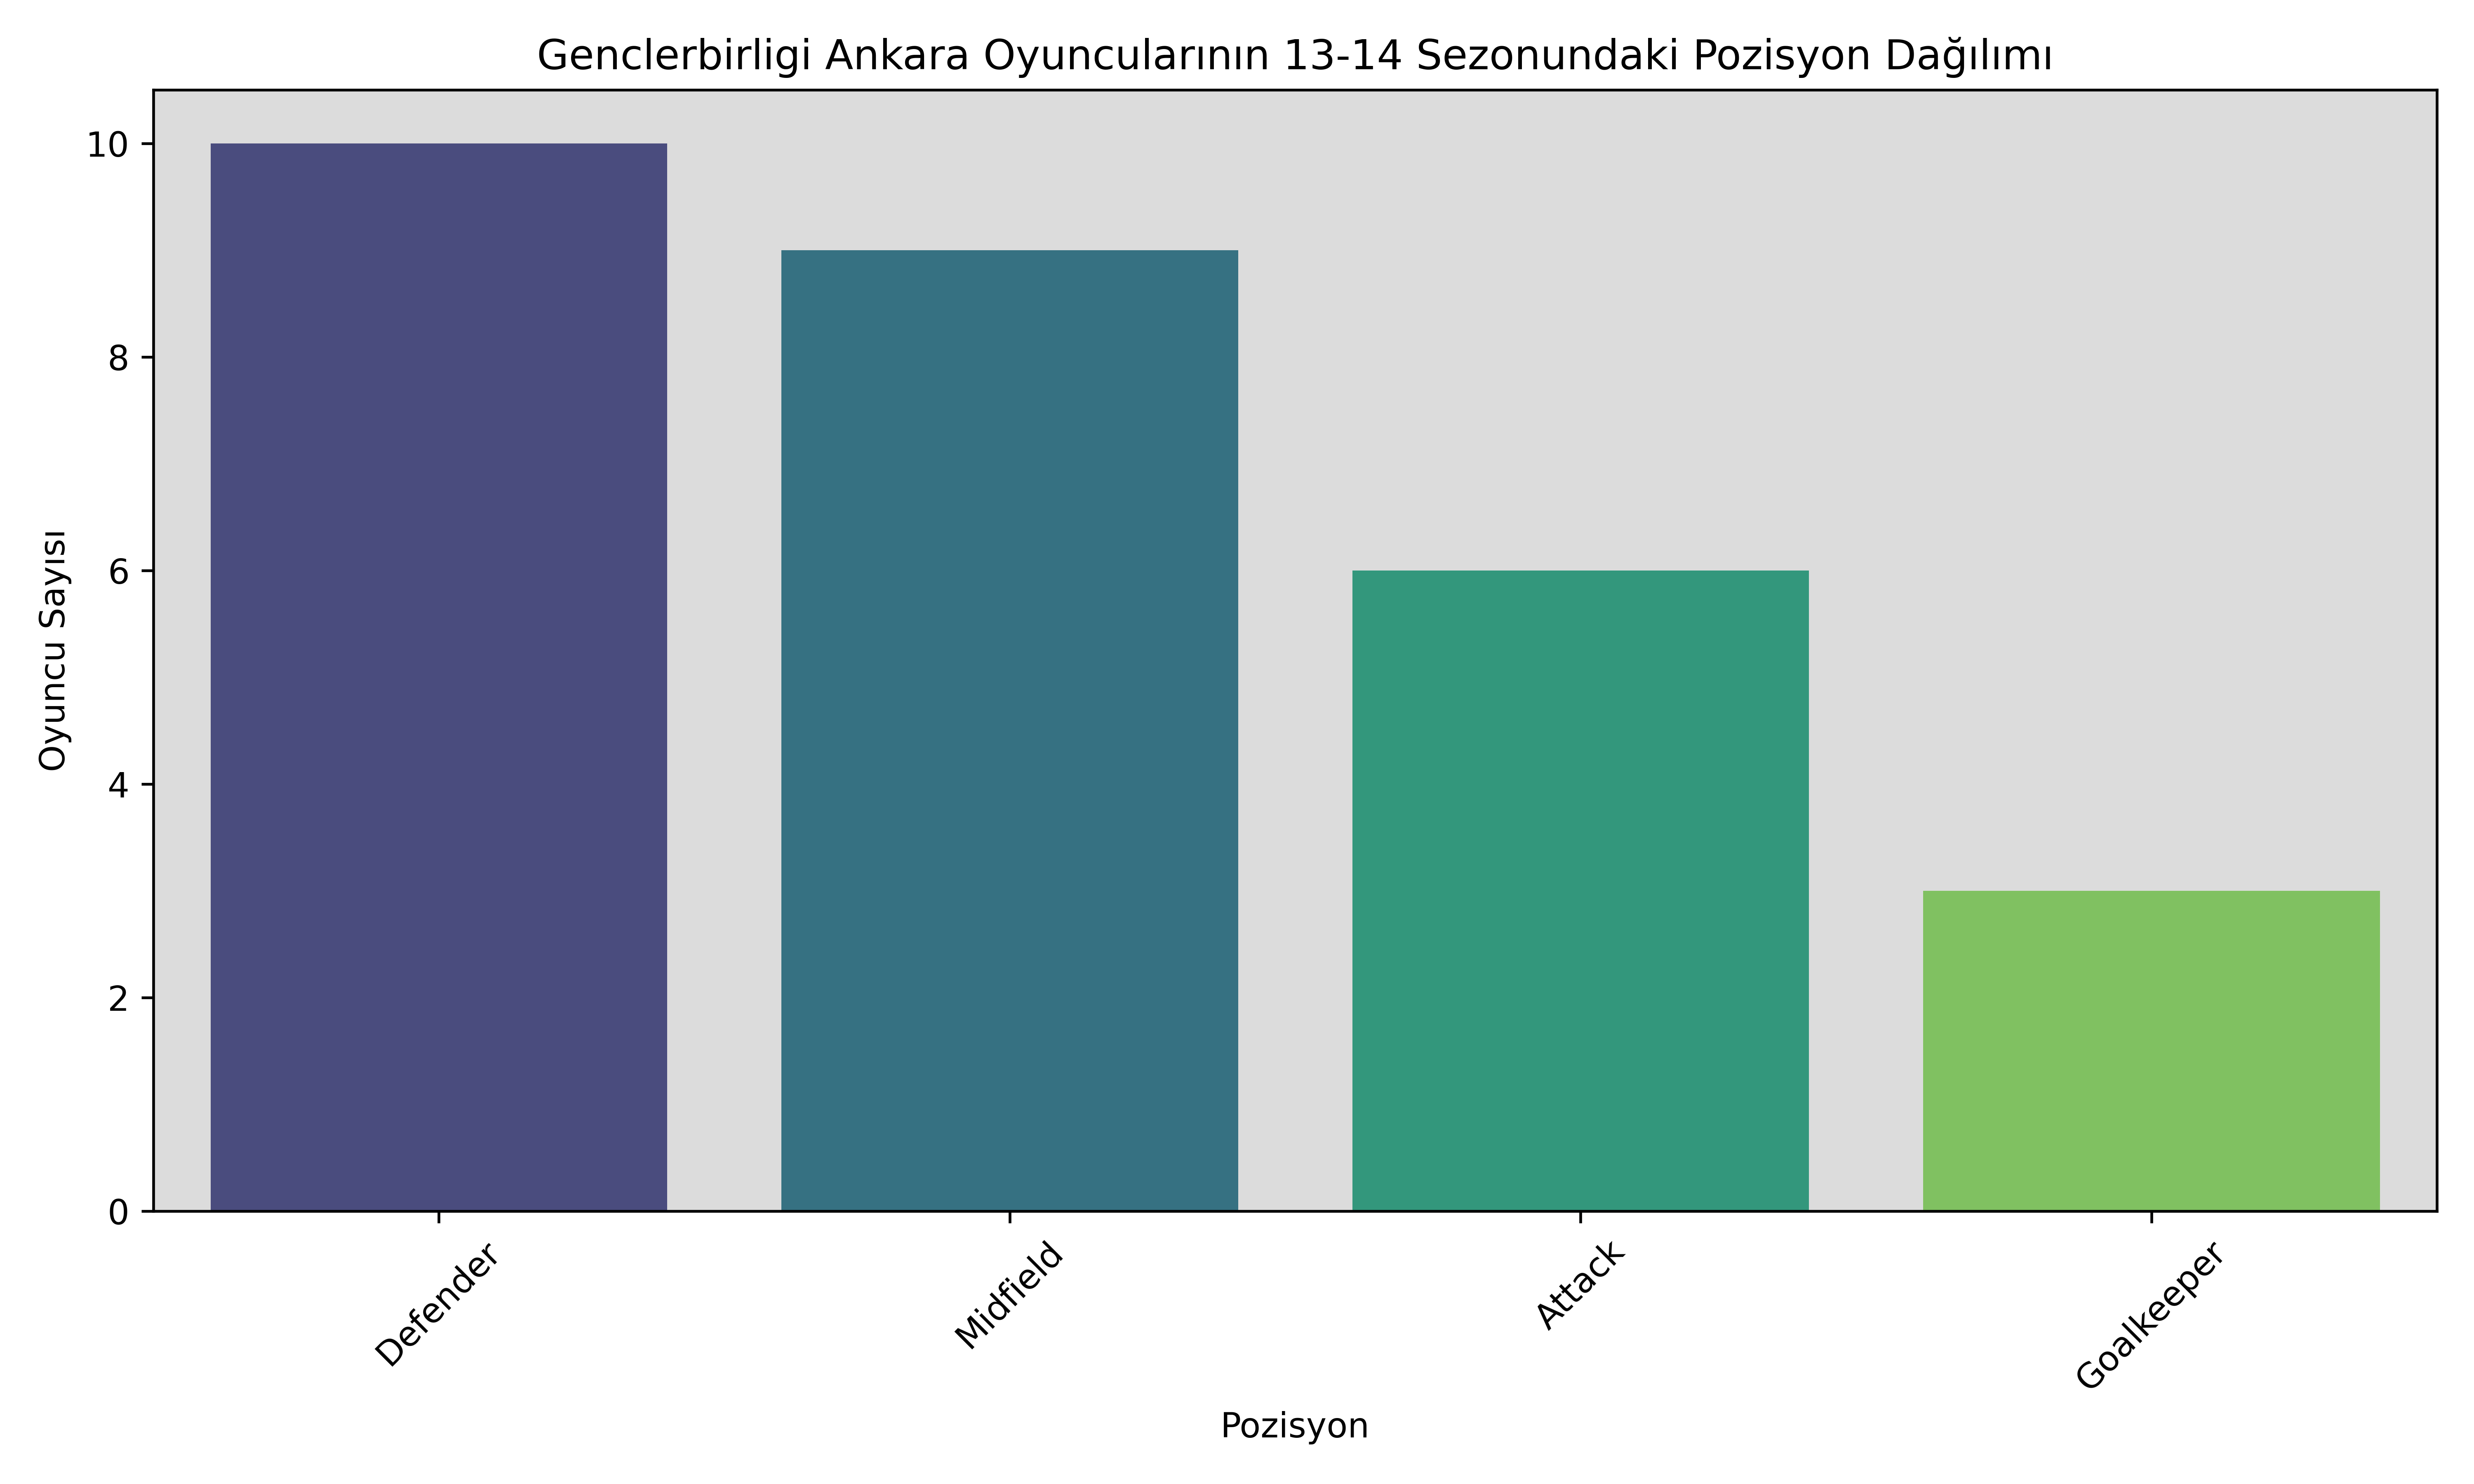 Genclerbirligi Ankara Oyuncularının 13-14 Sezonundaki Pozisyon Dağılımı
Oyuncu Sayısı
10
8
6
4
2
0
Defender
Midfield
Attack
Goalkeeper
Pozisyon